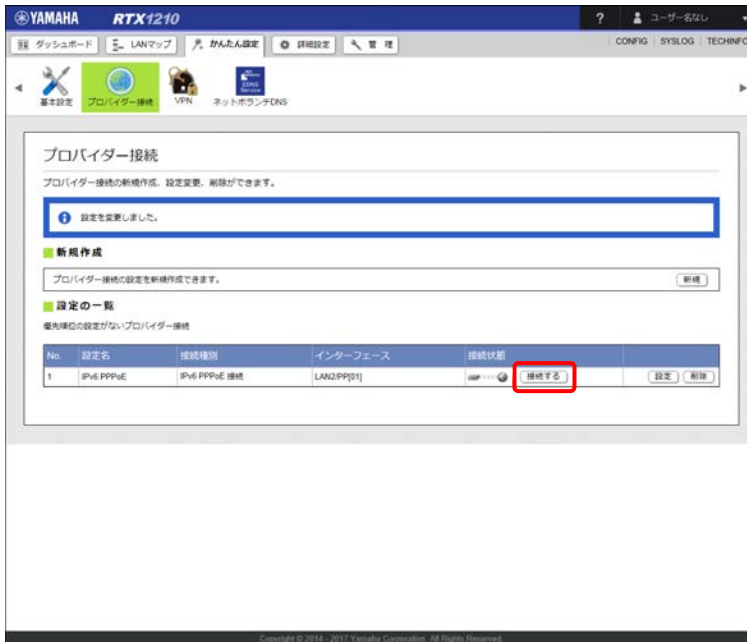 YAMAHA RTX1210 ? ユーザー名なし
ダッシュボード LANマップ かんたん設定 詳細設定 管理 CONFIG SYSLOG TECHINFO
基本設定 プロバイダー接続 VPN ネットボランチDNS
DDNS Service
プロバイダー接続
プロバイダー接続の新規作成、設定変更、削除ができます。
設定を変更しました。
新規作成
プロバイダー接続の設定を新規作成できます。 新規
設定の一覧
優先順位の設定がないプロバイダー接続
No. 設定名 接続種別 インターフェース 接続状態
1 IPv6 PPPoE IPv6 PPPoE 接続 LAN2/PP[01] 接続する 設定 削除
Copyright © 2014 - 2017 Yamaha Corporation. All Rights Reserved.